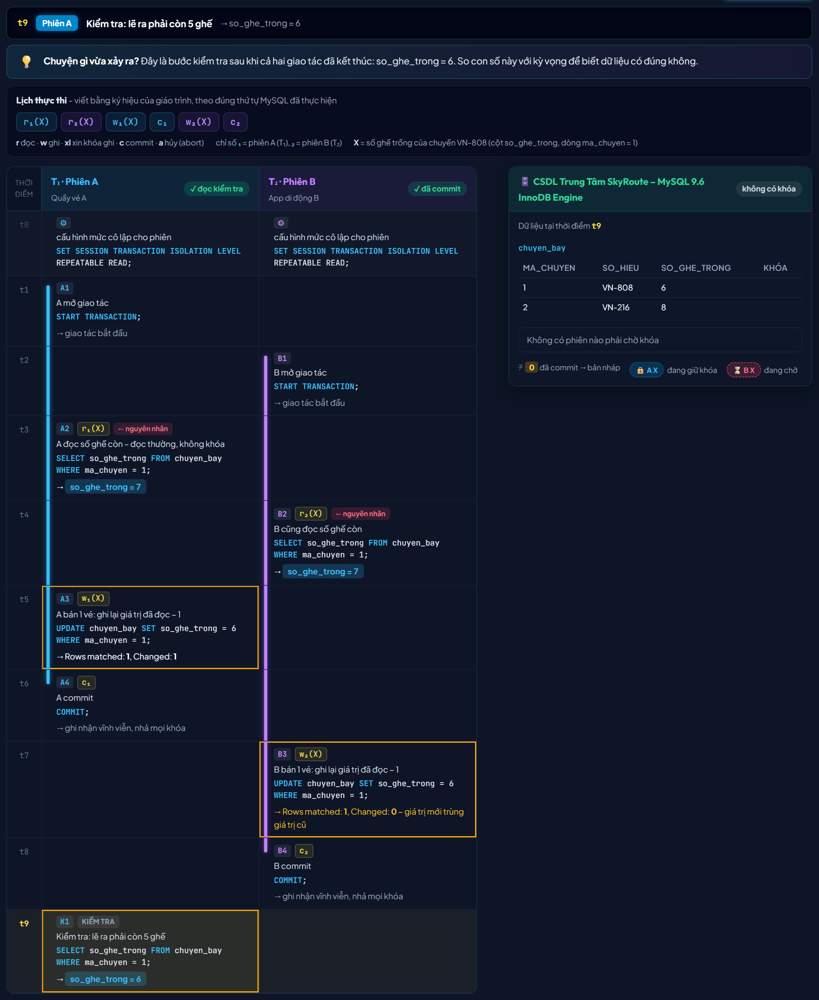 t9 Phiên A Kiểm tra: lẽ ra phải còn 5 ghế → so_ghe_trong = 6
💡 Chuyện gì vừa xảy ra? Đây là bước kiểm tra sau khi cả hai giao tác đã kết thúc: so_ghe_trong = 6. So con số này với kỳ vọng để biết dữ liệu có đúng không.
Lịch thực thi – viết bằng ký hiệu của giáo trình, theo đúng thứ tự MySQL đã thực hiện
r₁(X) r₂(X) w₁(X) c₁ w₂(X) c₂
r đọc · w ghi · xl xin khóa ghi · c commit · a hủy (abort) chỉ số ₁ = phiên A (T₁), ₂ = phiên B (T₂) X = số ghế trống của chuyến VN-808 (cột so_ghe_trong, dòng ma_chuyen = 1)
THỜI ĐIỂM
T₁ · Phiên A
Quầy vé A
✓ đọc kiểm tra
T₂ · Phiên B
App di động B
✓ đã commit
t0
⚙
cấu hình mức cô lập cho phiên
SET SESSION TRANSACTION ISOLATION LEVEL
REPEATABLE READ;
⚙
cấu hình mức cô lập cho phiên
SET SESSION TRANSACTION ISOLATION LEVEL
REPEATABLE READ;
t1
A1
A mở giao tác
START TRANSACTION;
→ giao tác bắt đầu
t2
B1
B mở giao tác
START TRANSACTION;
→ giao tác bắt đầu
t3
A2 r₁(X) ← nguyên nhân
A đọc số ghế còn – đọc thường, không khóa
SELECT so_ghe_trong FROM chuyen_bay
WHERE ma_chuyen = 1;
→ so_ghe_trong = 7
t4
B2 r₂(X) ← nguyên nhân
B cũng đọc số ghế còn
SELECT so_ghe_trong FROM chuyen_bay
WHERE ma_chuyen = 1;
→ so_ghe_trong = 7
t5
A3 w₁(X)
A bán 1 vé: ghi lại giá trị đã đọc – 1
UPDATE chuyen_bay SET so_ghe_trong = 6
WHERE ma_chuyen = 1;
→ Rows matched: 1, Changed: 1
t6
A4 c₁
A commit
COMMIT;
→ ghi nhận vĩnh viễn, nhả mọi khóa
t7
B3 w₂(X)
B bán 1 vé: ghi lại giá trị đã đọc – 1
UPDATE chuyen_bay SET so_ghe_trong = 6
WHERE ma_chuyen = 1;
→ Rows matched: 1, Changed: 0 – giá trị mới trùng
giá trị cũ
t8
B4 c₂
B commit
COMMIT;
→ ghi nhận vĩnh viễn, nhả mọi khóa
t9
K1 KIỂM TRA
Kiểm tra: lẽ ra phải còn 5 ghế
SELECT so_ghe_trong FROM chuyen_bay
WHERE ma_chuyen = 1;
→ so_ghe_trong = 6
CSDL Trung Tâm SkyRoute – MySQL 9.6
InnoDB Engine
không có khóa
Dữ liệu tại thời điểm t9
chuyen_bay
MA_CHUYEN SO_HIEU SO_GHE_TRONG KHÓA
1 VN-808 6
2 VN-216 8
Không có phiên nào phải chờ khóa
7 0 đã commit → bản nháp 🔒 A X đang giữ khóa ⏳ B X đang chờ